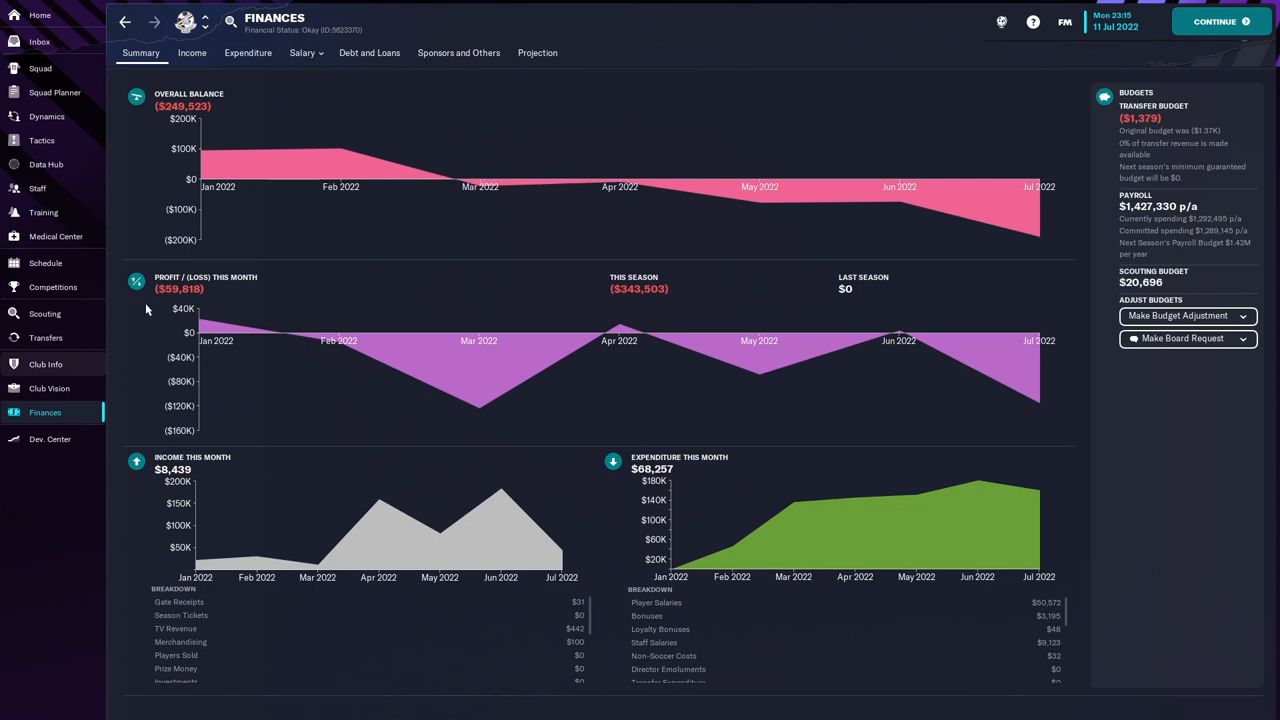 Home
Inbox
Squad
Squad Planner
Dynamics
Tactics
Data Hub
Staff
Training
Medical Center
Schedule
Competitions
Scouting
Transfers
Club Info
Club Vision
Finances
Dev. Center
FINANCES
Financial Status: Okay (ID:5623370)
FM
Mon 23:15
11 Jul 2022
CONTINUE
Summary
Income
Expenditure
Salary
Debt and Loans
Sponsors and Others
Projection
OVERALL BALANCE
($249,523)
$200K
$100K
$0
($100K)
($200K)
Jan 2022
Feb 2022
Mar 2022
Apr 2022
May 2022
Jun 2022
Jul 2022
PROFIT / (LOSS) THIS MONTH
($59,818)
THIS SEASON
($343,503)
LAST SEASON
$0
$40K
$0
($40K)
($80K)
($120K)
($160K)
Jan 2022
Feb 2022
Mar 2022
Apr 2022
May 2022
Jun 2022
Jul 2022
INCOME THIS MONTH
$8,439
$200K
$150K
$100K
$50K
Jan 2022
Feb 2022
Mar 2022
Apr 2022
May 2022
Jun 2022
Jul 2022
BREAKDOWN
Gate Receipts $31
Season Tickets $0
TV Revenue $442
Merchandising $100
Players Sold $0
Prize Money $0
Investments $0
EXPENDITURE THIS MONTH
$68,257
$180K
$140K
$100K
$60K
$20K
Jan 2022
Feb 2022
Mar 2022
Apr 2022
May 2022
Jun 2022
Jul 2022
BREAKDOWN
Player Salaries $50,572
Bonuses $3,195
Loyalty Bonuses $48
Staff Salaries $9,123
Non-Soccer Costs $32
Director Emoluments $0
Transfer Expenditure $0
BUDGETS
TRANSFER BUDGET
($1,379)
Original budget was ($1.37K)
0% of transfer revenue is made
available
Next season's minimum guaranteed
budget will be $0.
PAYROLL
$1,427,330 p/a
Currently spending $1,292,495 p/a
Committed spending $1,289,145 p/a
Next Season's Payroll Budget $1.42M
per year
SCOUTING BUDGET
$20,696
ADJUST BUDGETS
Make Budget Adjustment
Make Board Request